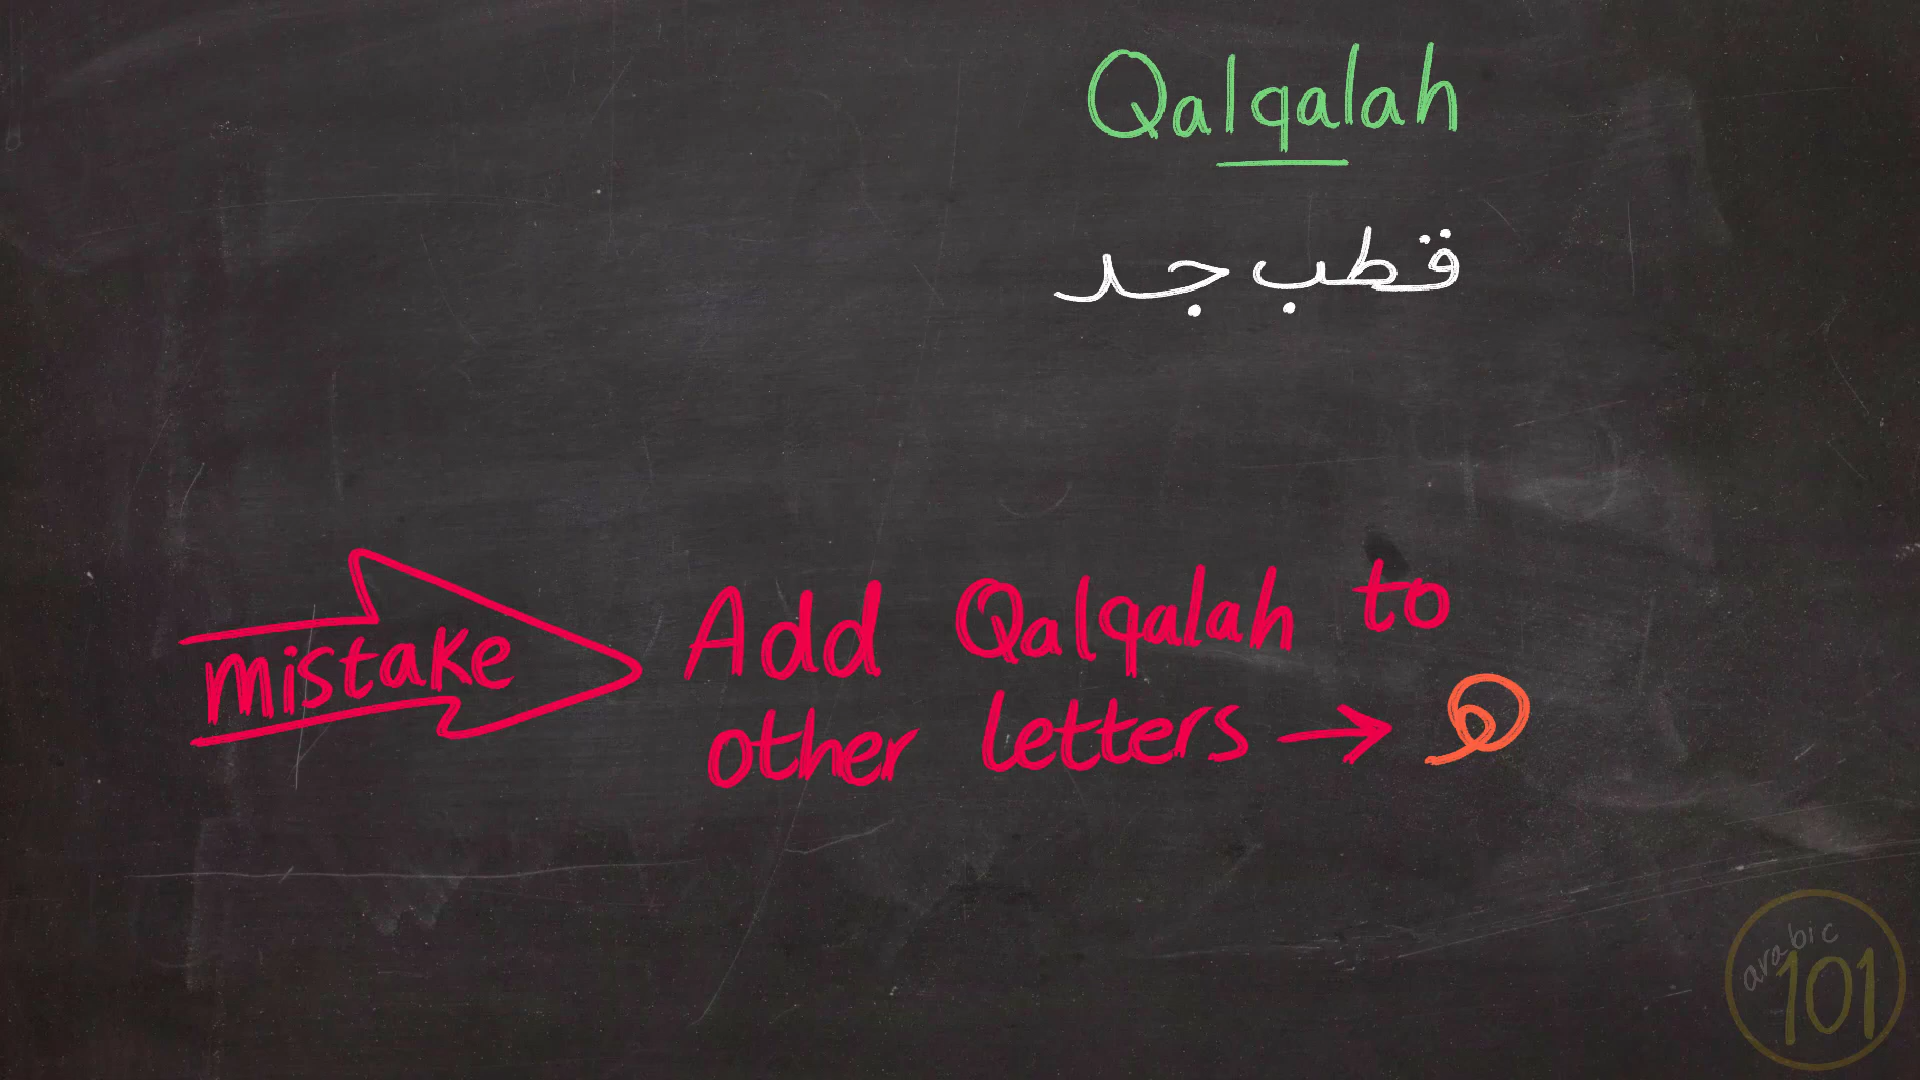 Qalqalah
قطب جد
mistake
Add Qalqalah to
other letters → ه
arabic
101